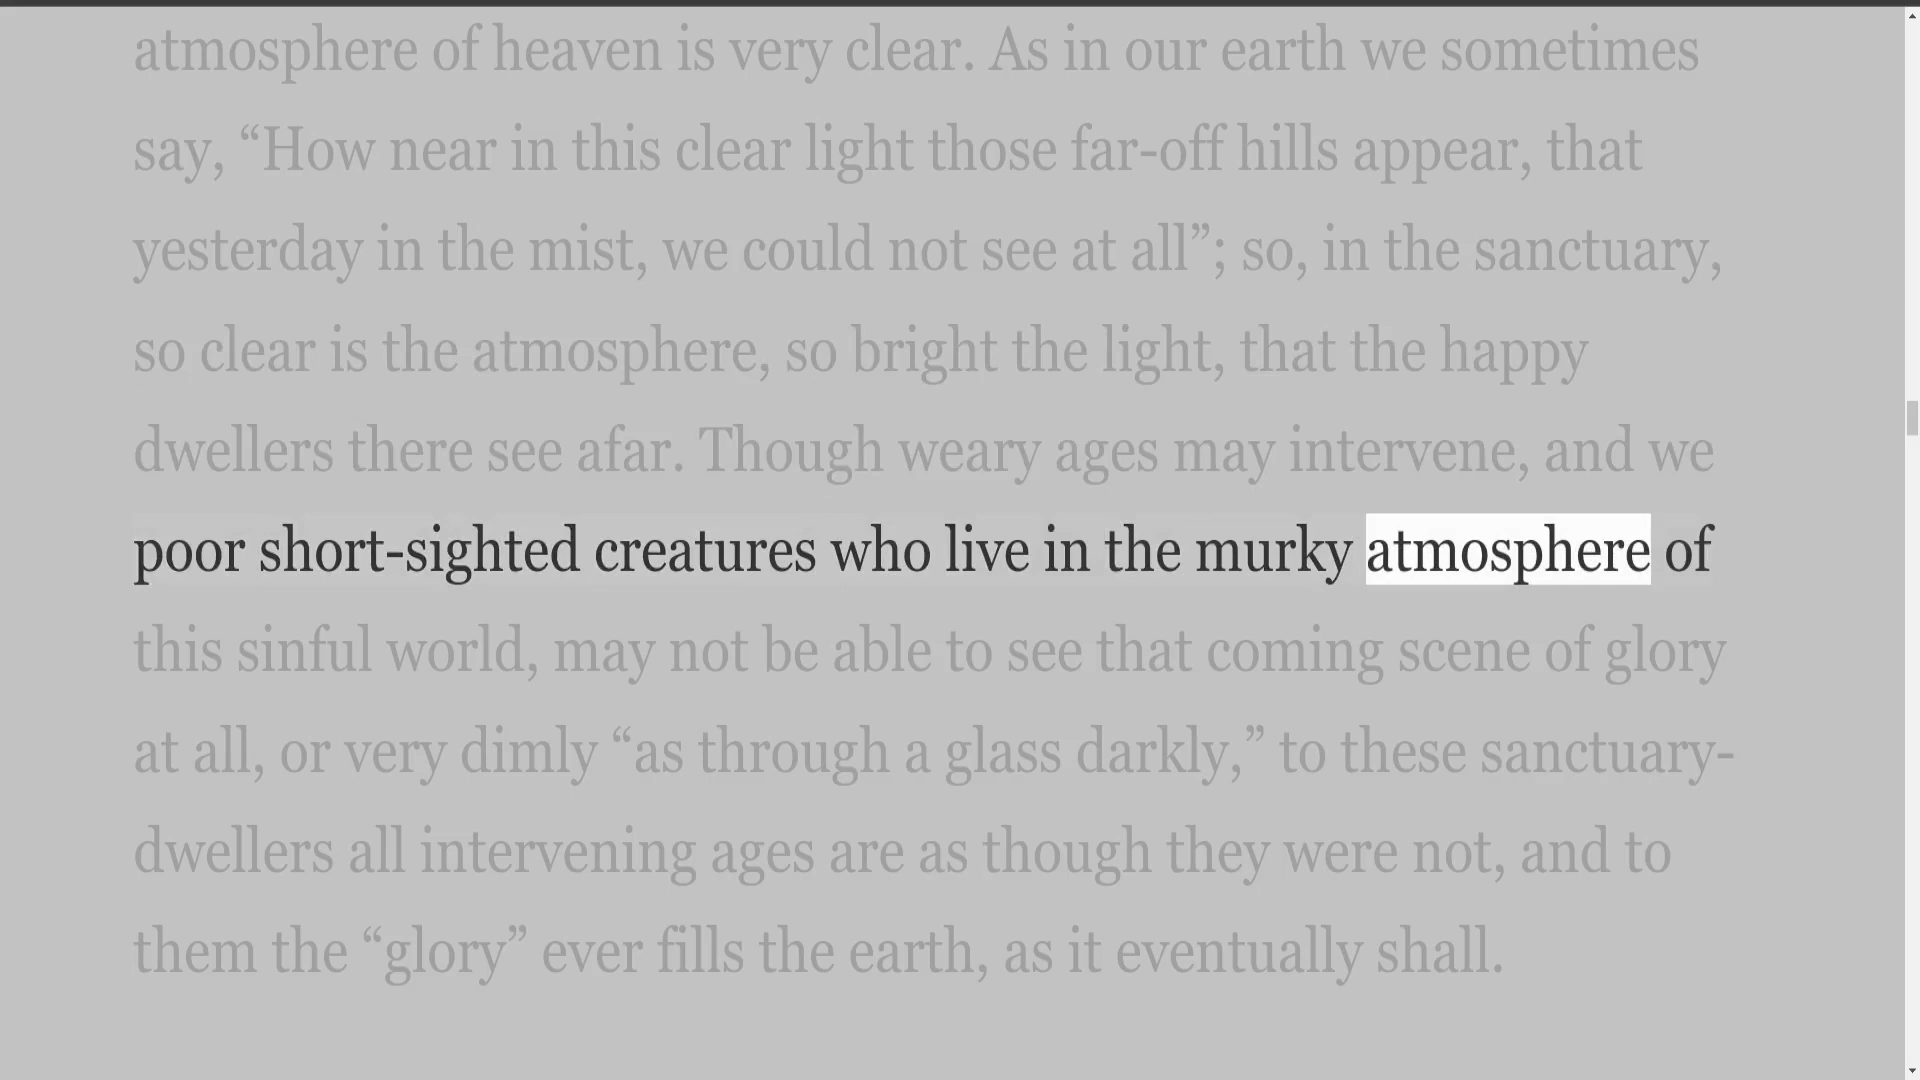 atmosphere of heaven is very clear. As in our earth we sometimes
say, “How near in this clear light those far-off hills appear, that
yesterday in the mist, we could not see at all”; so, in the sanctuary,
so clear is the atmosphere, so bright the light, that the happy
dwellers there see afar. Though weary ages may intervene, and we
poor short-sighted creatures who live in the murky atmosphere of
this sinful world, may not be able to see that coming scene of glory
at all, or very dimly “as through a glass darkly,” to these sanctuary-
dwellers all intervening ages are as though they were not, and to
them the “glory” ever fills the earth, as it eventually shall.